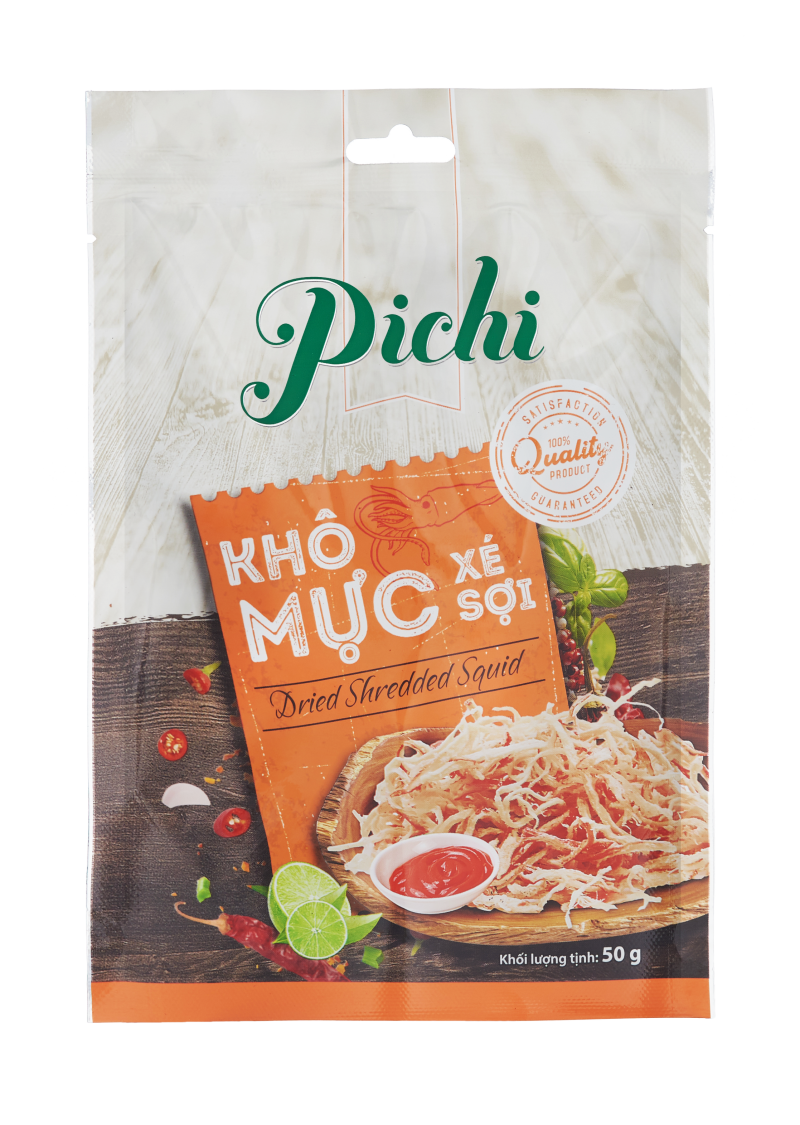 Pichi
SATISFACTION
100%
Quality
PRODUCT
GUARANTEED
KHÔ
MỰC
XÉ
SỢI
Dried Shredded Squid
Khối lượng tịnh: 50 g